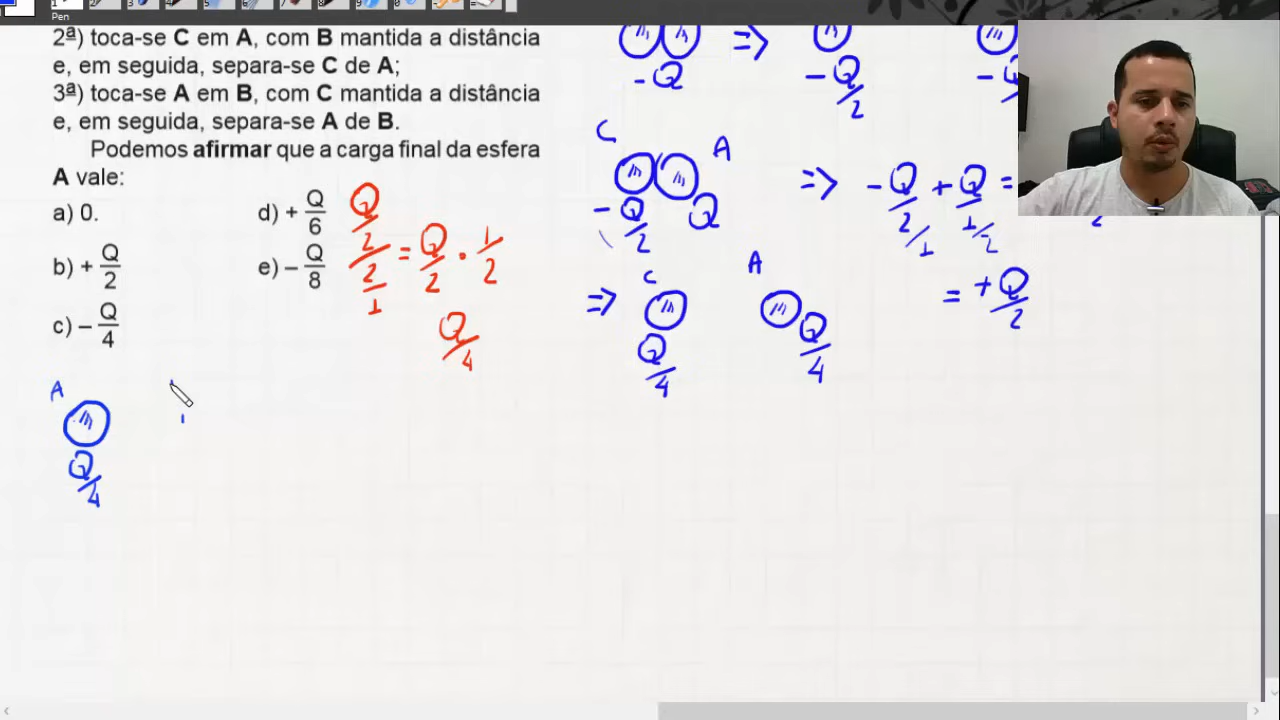 Pen
2ª) toca-se C em A, com B mantida a distância
e, em seguida, separa-se C de A;
3ª) toca-se A em B, com C mantida a distância
e, em seguida, separa-se A de B.
Podemos afirmar que a carga final da esfera
A vale:
a) 0.
b) + Q/2
c) – Q/4
d) + Q/6
e) – Q/8
Q/2 / 2/1 = Q/2 · 1/2
Q/4
=>
-Q
-Q/2
C A
-Q/2 Q
=> -Q/2 + Q/1 =
= +Q/2
=> C A
Q/4 Q/4
A
Q/4